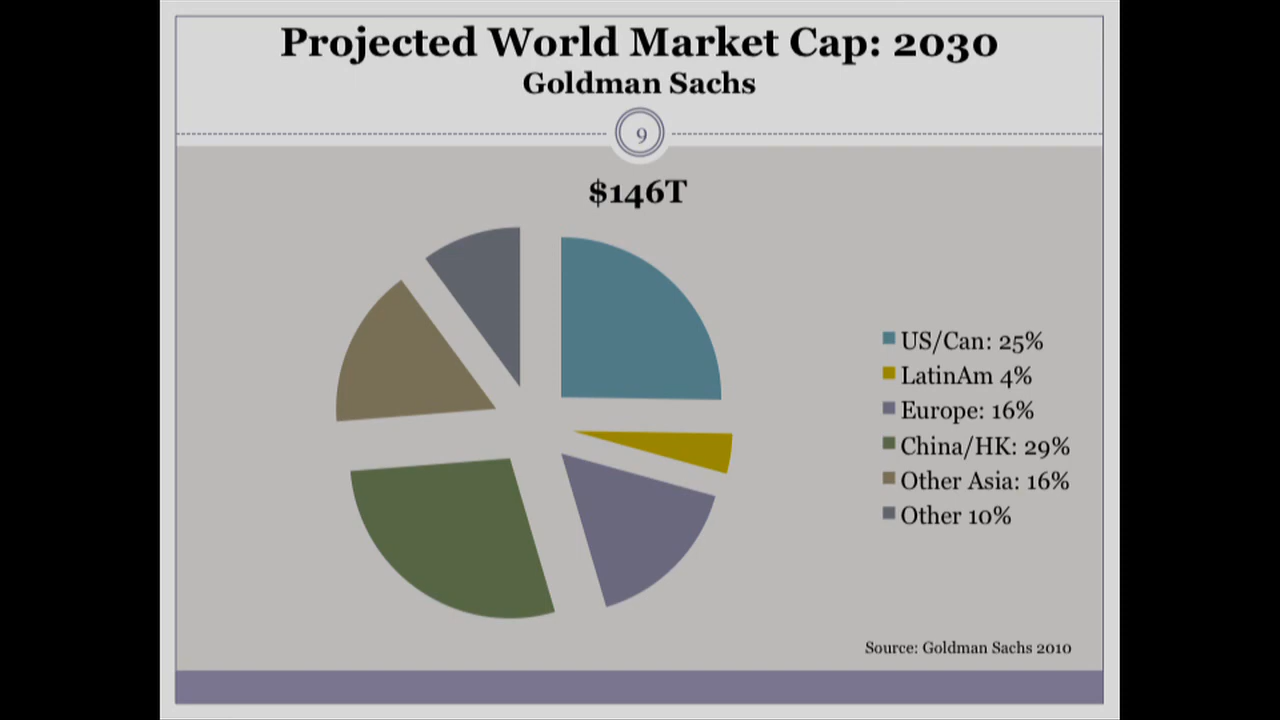 Projected World Market Cap: 2030
Goldman Sachs
9
$146T
US/Can: 25%
LatinAm 4%
Europe: 16%
China/HK: 29%
Other Asia: 16%
Other 10%
Source: Goldman Sachs 2010